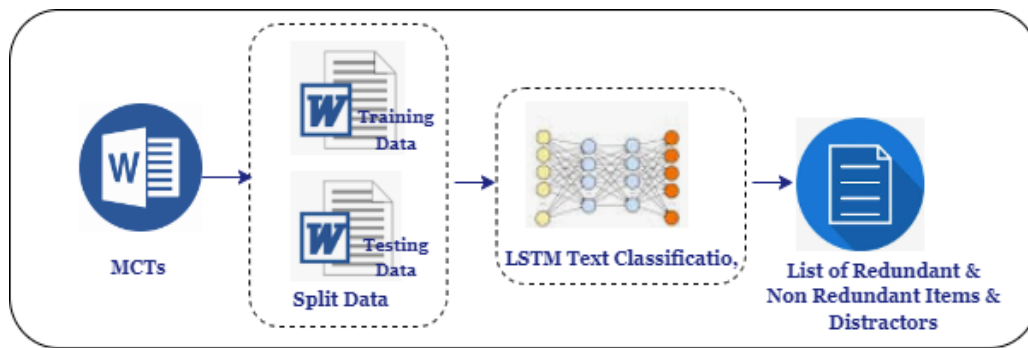 W
MCTs
W
Training
Data
W
Testing
Data
Split Data
LSTM Text Classificatio,
List of Redundant &
Non Redundant Items &
Distractors